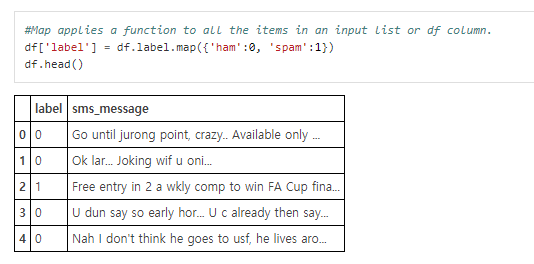 #Map applies a function to all the items in an input list or df column.
df['label'] = df.label.map({'ham':0, 'spam':1})
df.head()
label sms_message
0 0 Go until jurong point, crazy.. Available only ...
1 0 Ok lar... Joking wif u oni...
2 1 Free entry in 2 a wkly comp to win FA Cup fina...
3 0 U dun say so early hor... U c already then say...
4 0 Nah I don't think he goes to usf, he lives aro...